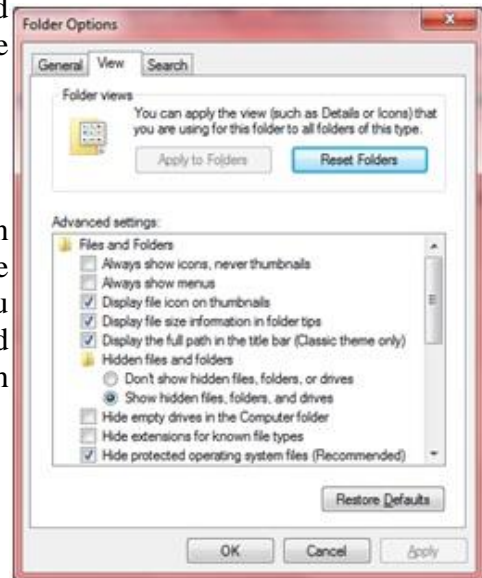 Folder Options
General View Search
Folder views
You can apply the view (such as Details or Icons) that
you are using for this folder to all folders of this type.
Apply to Folders Reset Folders
Advanced settings:
Files and Folders
Always show icons, never thumbnails
Always show menus
Display file icon on thumbnails
Display file size information in folder tips
Display the full path in the title bar (Classic theme only)
Hidden files and folders
Don't show hidden files, folders, or drives
Show hidden files, folders, and drives
Hide empty drives in the Computer folder
Hide extensions for known file types
Hide protected operating system files (Recommended)
Restore Defaults
OK Cancel Apply